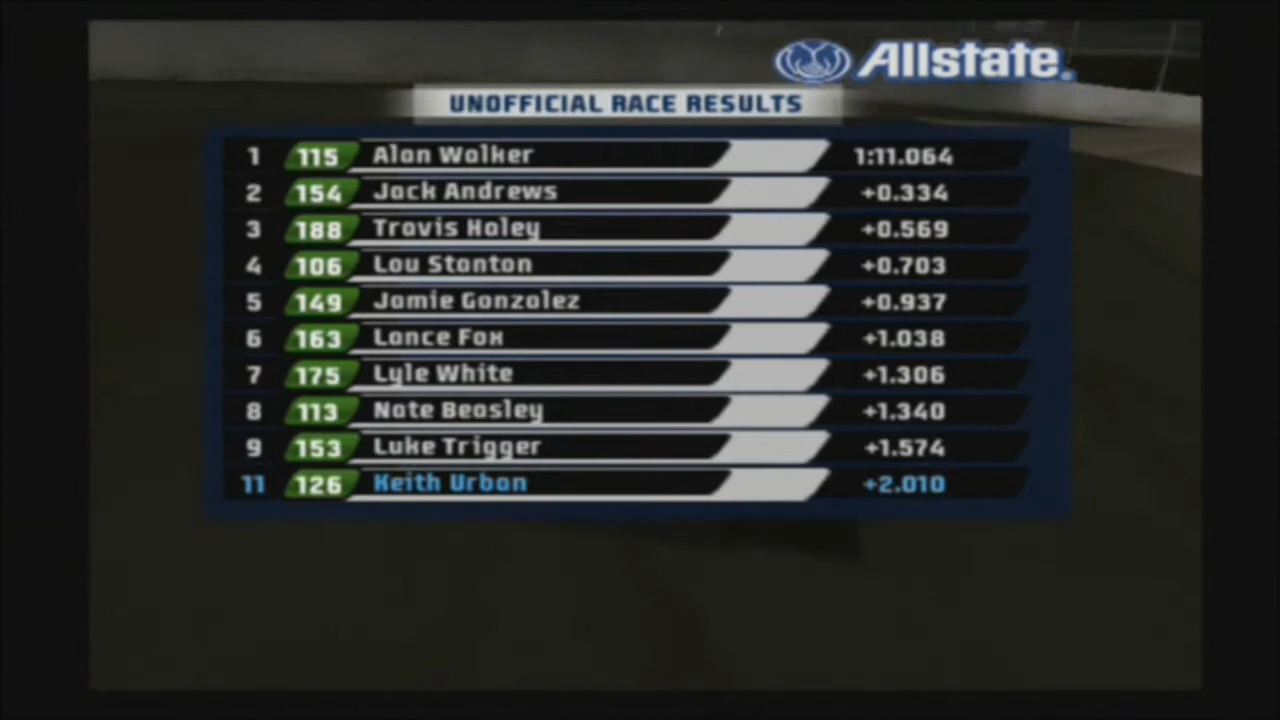 Allstate.
UNOFFICIAL RACE RESULTS
1 115 Alan Walker 1:11.064
2 154 Jack Andrews +0.334
3 188 Travis Haley +0.569
4 106 Lou Stanton +0.703
5 149 Jamie Gonzalez +0.937
6 163 Lance Fox +1.038
7 175 Lyle White +1.306
8 113 Nate Beasley +1.340
9 153 Luke Trigger +1.574
11 126 Keith Urban +2.010